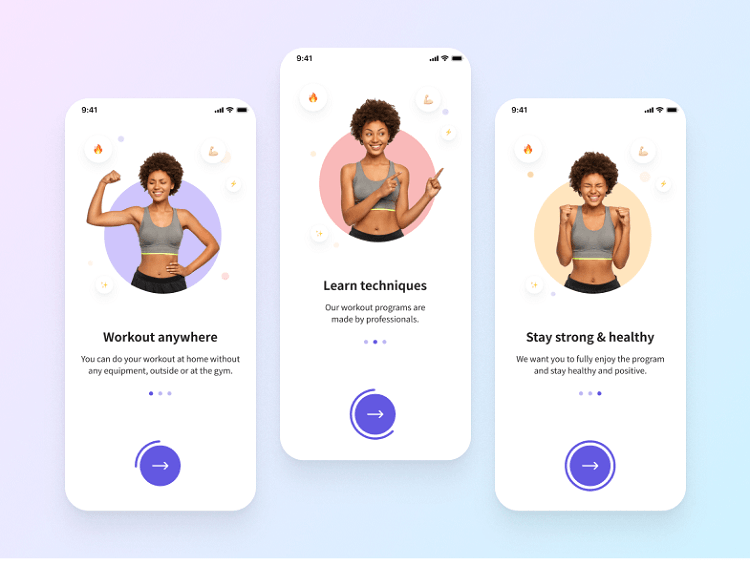 9:41
Workout anywhere
You can do your workout at home without
any equipment, outside or at the gym.
9:41
Learn techniques
Our workout programs are
made by professionals.
9:41
Stay strong & healthy
We want you to fully enjoy the program
and stay healthy and positive.